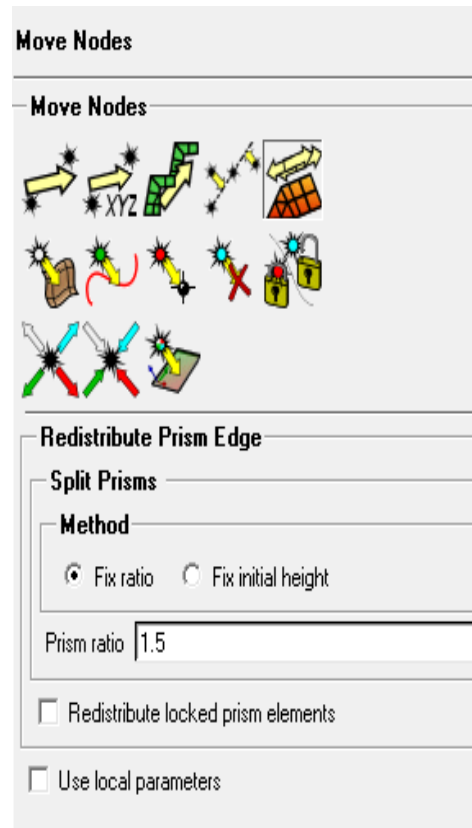 Move Nodes
Move Nodes
XYZ
Redistribute Prism Edge
Split Prisms
Method
Fix ratio Fix initial height
Prism ratio 1.5
Redistribute locked prism elements
Use local parameters